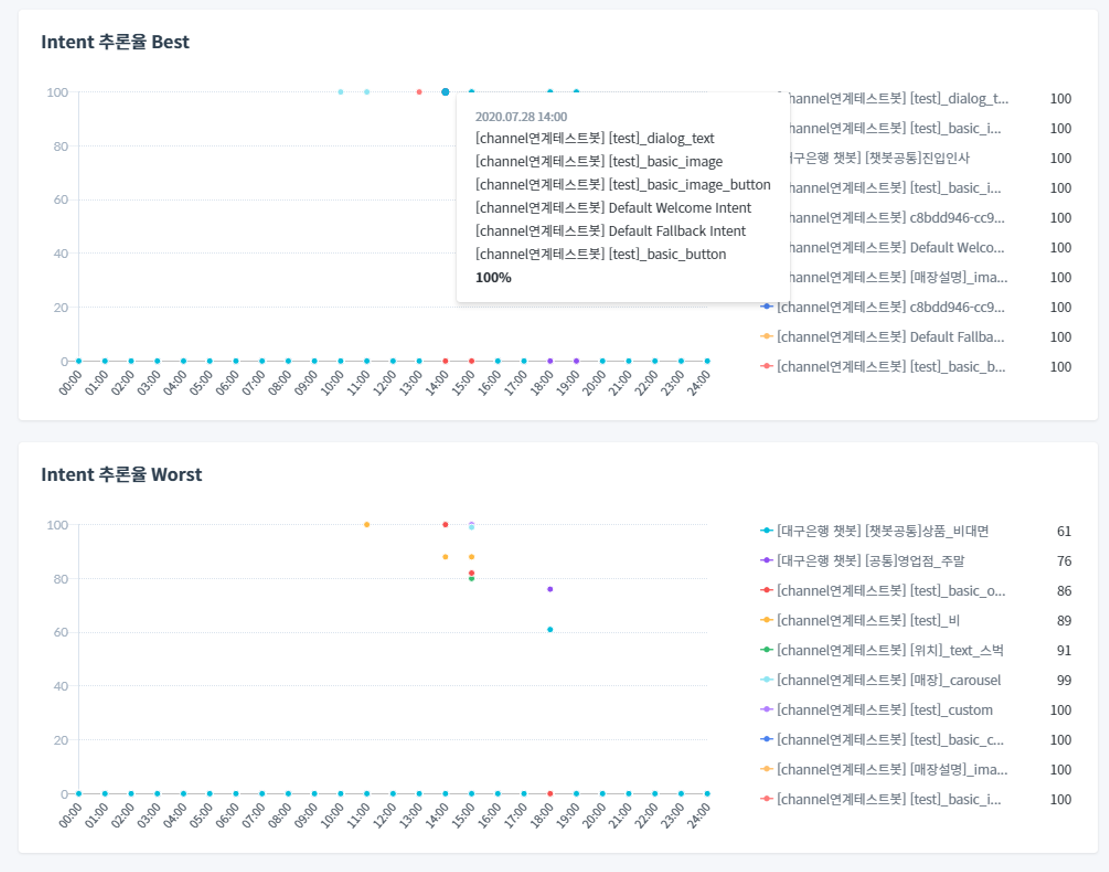 Intent 추론율 Best
100
80
60
40
20
0
00:00 01:00 02:00 03:00 04:00 05:00 06:00 07:00 08:00 09:00 10:00 11:00 12:00 13:00 14:00 15:00 16:00 17:00 18:00 19:00 20:00 21:00 22:00 23:00 24:00
2020.07.28 14:00
[channel연계테스트봇] [test]_dialog_text
[channel연계테스트봇] [test]_basic_image
[channel연계테스트봇] [test]_basic_image_button
[channel연계테스트봇] Default Welcome Intent
[channel연계테스트봇] Default Fallback Intent
[channel연계테스트봇] [test]_basic_button
100%
hannel연계테스트봇] [test]_dialog_t... 100
hannel연계테스트봇] [test]_basic_i... 100
구은행 챗봇] [챗봇공통]진입인사 100
hannel연계테스트봇] [test]_basic_i... 100
hannel연계테스트봇] c8bdd946-cc9... 100
hannel연계테스트봇] Default Welco... 100
hannel연계테스트봇] [매장설명]_ima... 100
[channel연계테스트봇] c8bdd946-cc9... 100
[channel연계테스트봇] Default Fallba... 100
[channel연계테스트봇] [test]_basic_b... 100
Intent 추론율 Worst
100
80
60
40
20
0
00:00 01:00 02:00 03:00 04:00 05:00 06:00 07:00 08:00 09:00 10:00 11:00 12:00 13:00 14:00 15:00 16:00 17:00 18:00 19:00 20:00 21:00 22:00 23:00 24:00
[대구은행 챗봇] [챗봇공통]상품_비대면 61
[대구은행 챗봇] [공통]영업점_주말 76
[channel연계테스트봇] [test]_basic_o... 86
[channel연계테스트봇] [test]_비 89
[channel연계테스트봇] [위치]_text_스벅 91
[channel연계테스트봇] [매장]_carousel 99
[channel연계테스트봇] [test]_custom 100
[channel연계테스트봇] [test]_basic_c... 100
[channel연계테스트봇] [매장설명]_ima... 100
[channel연계테스트봇] [test]_basic_i... 100